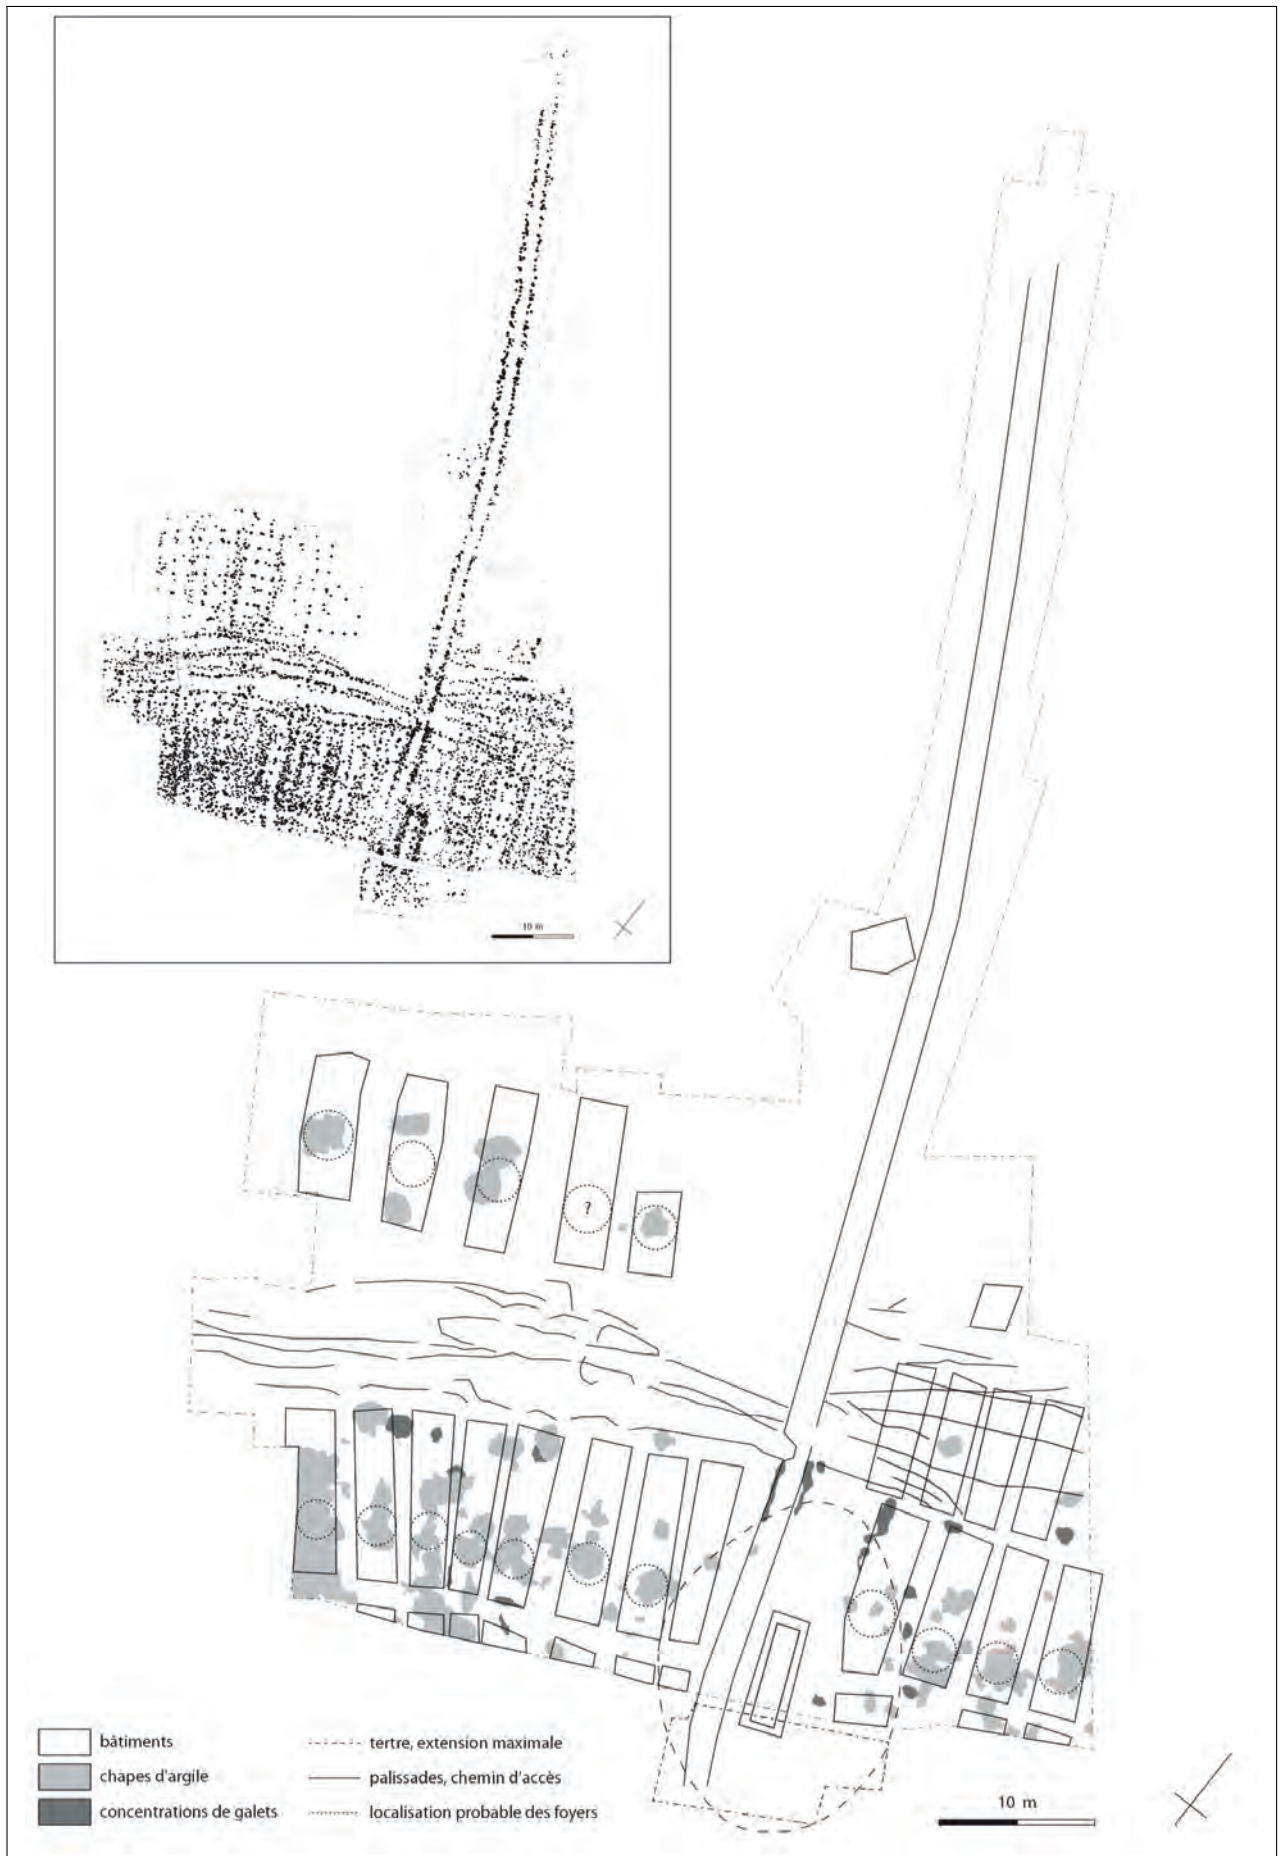 10 m
?
bâtiments
chapes d'argile
concentrations de galets
tertre, extension maximale
palissades, chemin d'accès
localisation probable des foyers
10 m